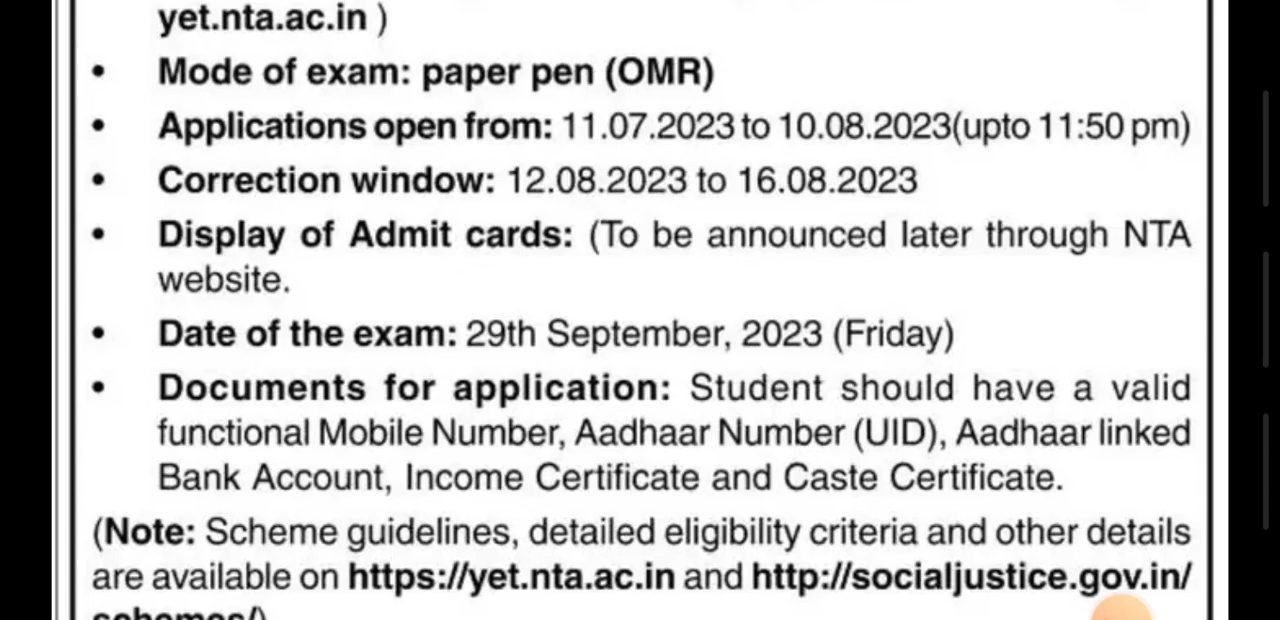 yet.nta.ac.in )
• Mode of exam: paper pen (OMR)
• Applications open from: 11.07.2023 to 10.08.2023(upto 11:50 pm)
• Correction window: 12.08.2023 to 16.08.2023
• Display of Admit cards: (To be announced later through NTA
website.
• Date of the exam: 29th September, 2023 (Friday)
• Documents for application: Student should have a valid
functional Mobile Number, Aadhaar Number (UID), Aadhaar linked
Bank Account, Income Certificate and Caste Certificate.
(Note: Scheme guidelines, detailed eligibility criteria and other details
are available on https://yet.nta.ac.in and http://socialjustice.gov.in/
schemes/)